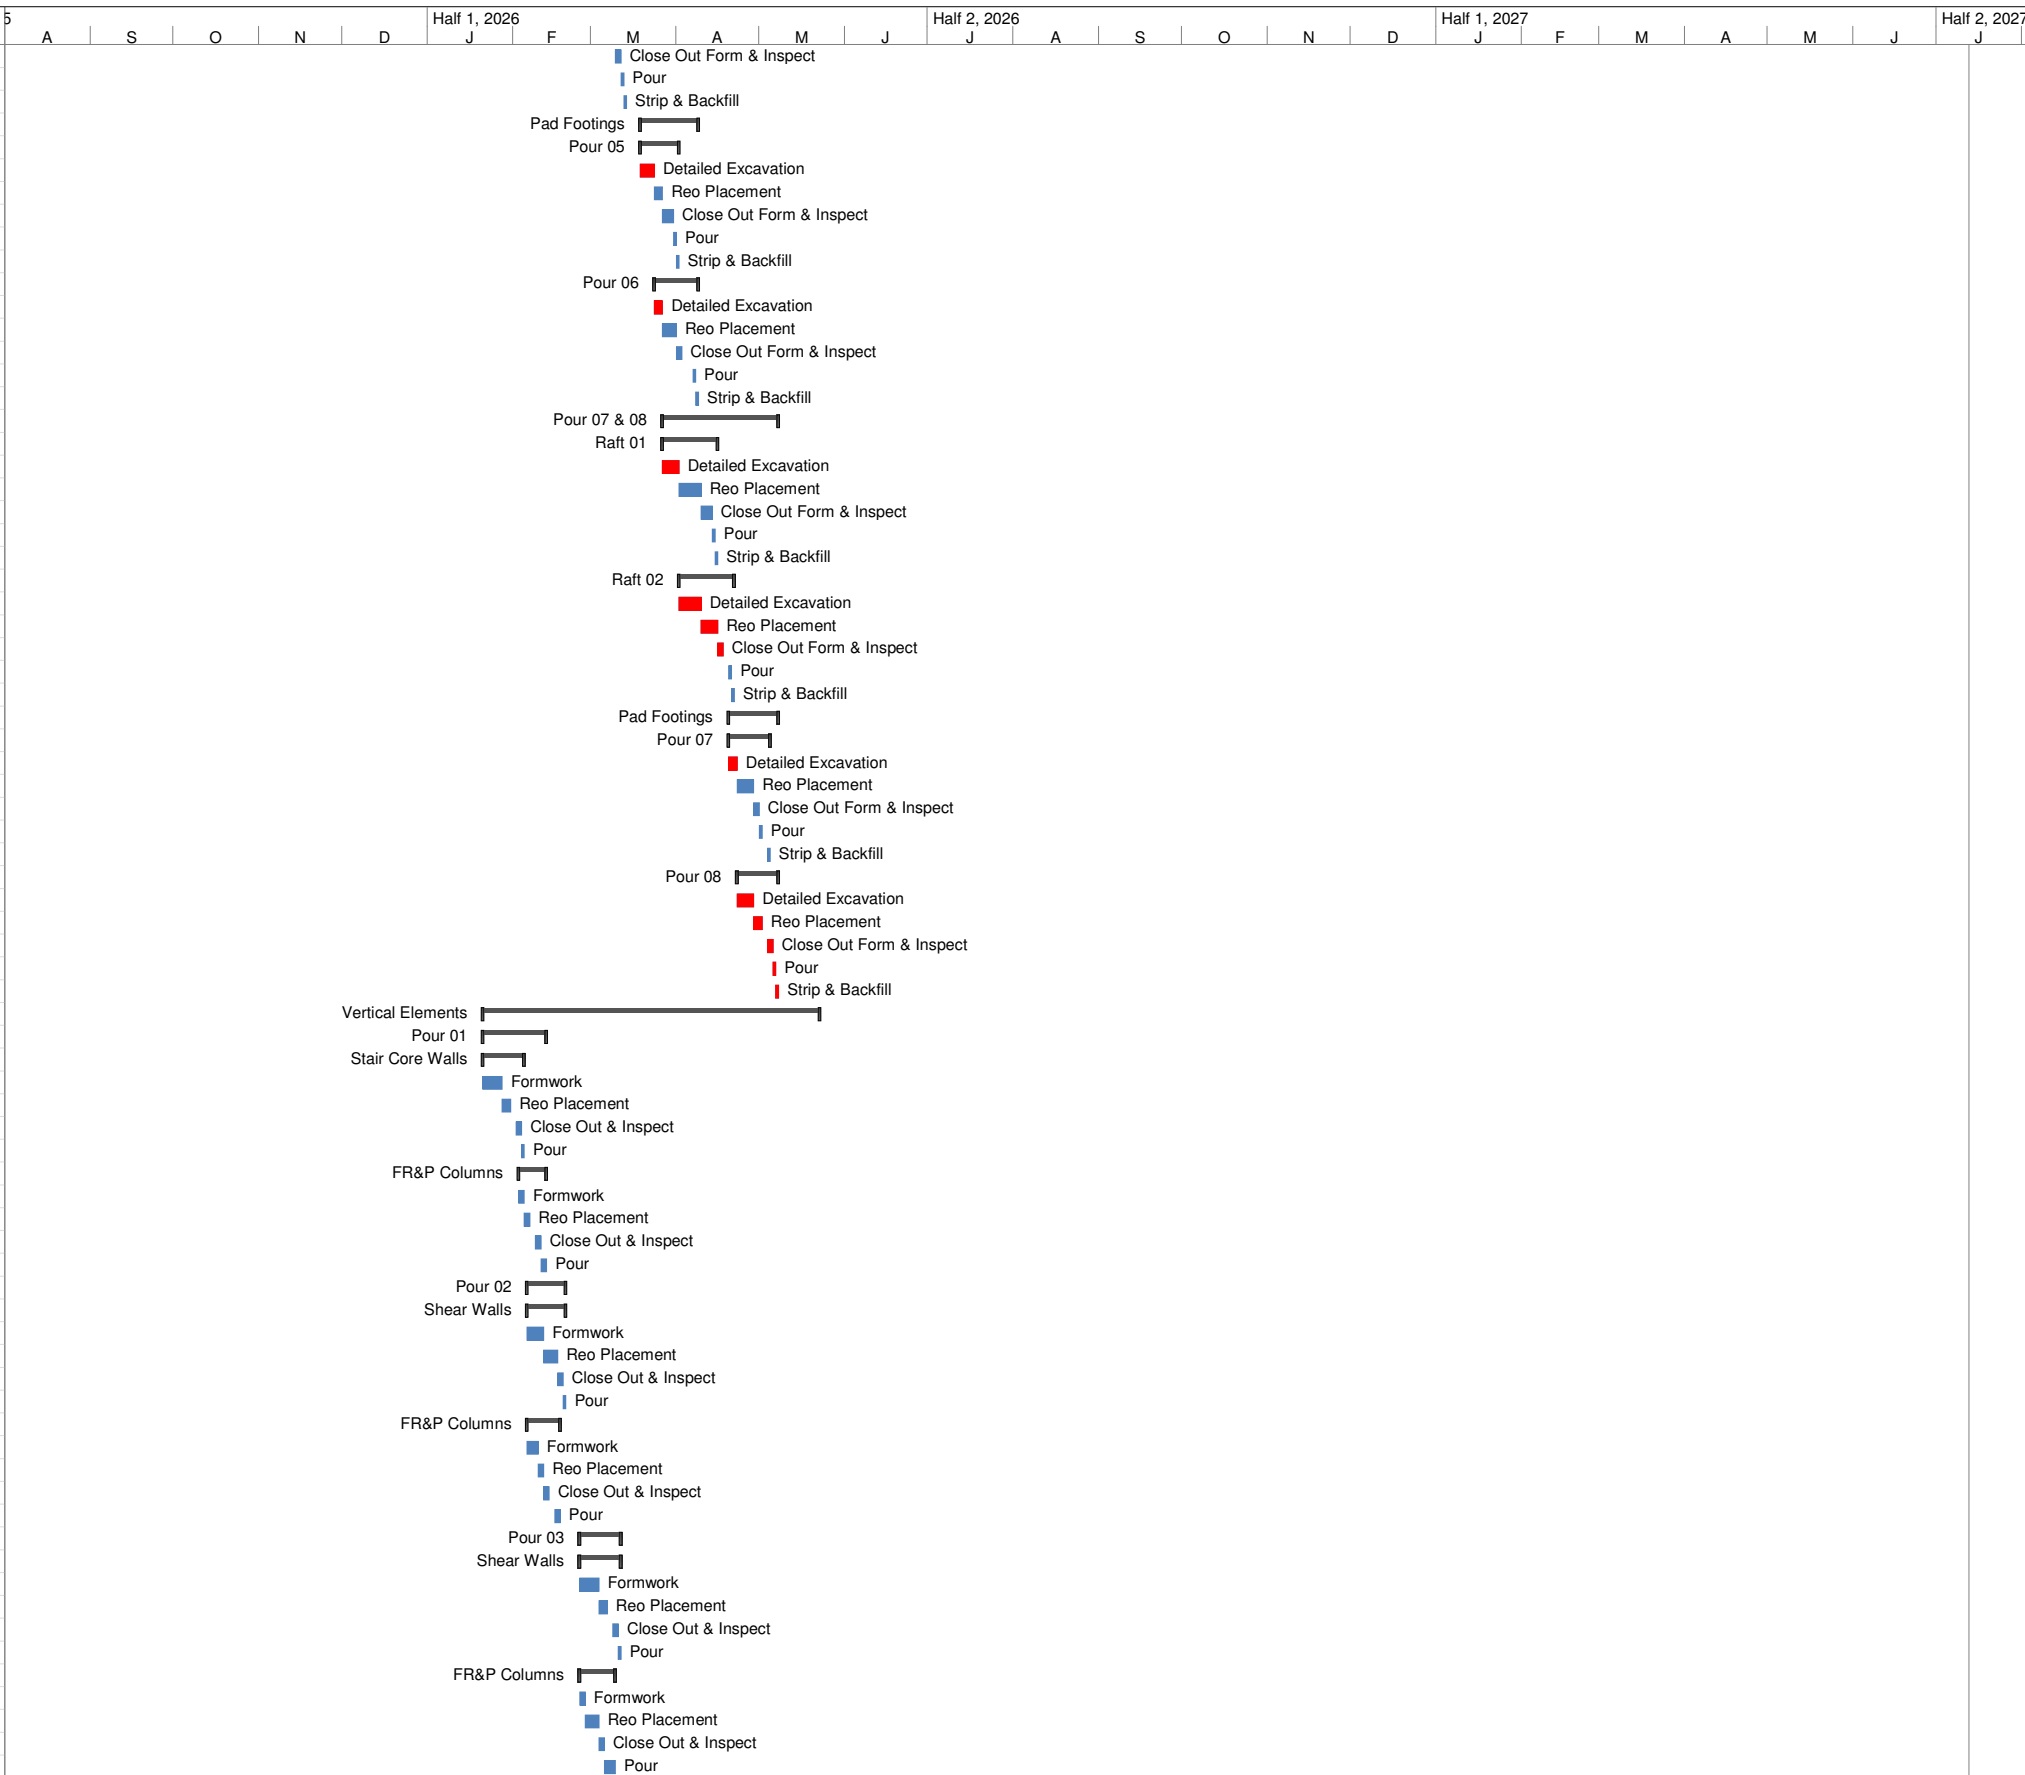 5 Half 1, 2026 Half 2, 2026 Half 1, 2027 Half 2, 2027
A S O N D J F M A M J J A S O N D J F M A M J J
Close Out Form & Inspect
Pour
Strip & Backfill
Pad Footings
Pour 05
Detailed Excavation
Reo Placement
Close Out Form & Inspect
Pour
Strip & Backfill
Pour 06
Detailed Excavation
Reo Placement
Close Out Form & Inspect
Pour
Strip & Backfill
Pour 07 & 08
Raft 01
Detailed Excavation
Reo Placement
Close Out Form & Inspect
Pour
Strip & Backfill
Raft 02
Detailed Excavation
Reo Placement
Close Out Form & Inspect
Pour
Strip & Backfill
Pad Footings
Pour 07
Detailed Excavation
Reo Placement
Close Out Form & Inspect
Pour
Strip & Backfill
Pour 08
Detailed Excavation
Reo Placement
Close Out Form & Inspect
Pour
Strip & Backfill
Vertical Elements
Pour 01
Stair Core Walls
Formwork
Reo Placement
Close Out & Inspect
Pour
FR&P Columns
Formwork
Reo Placement
Close Out & Inspect
Pour
Pour 02
Shear Walls
Formwork
Reo Placement
Close Out & Inspect
Pour
FR&P Columns
Formwork
Reo Placement
Close Out & Inspect
Pour
Pour 03
Shear Walls
Formwork
Reo Placement
Close Out & Inspect
Pour
FR&P Columns
Formwork
Reo Placement
Close Out & Inspect
Pour